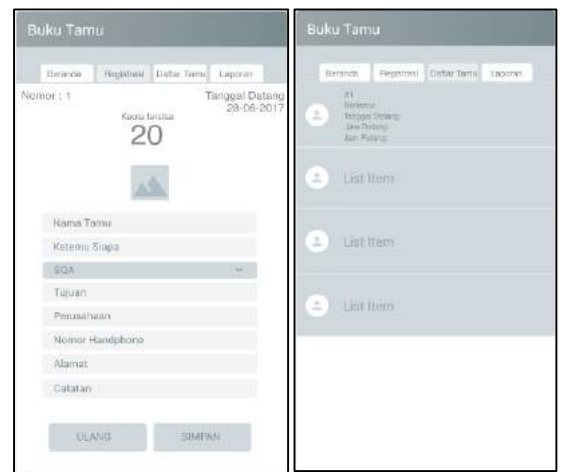 Buku Tamu
Beranda Registrasi Daftar Tamu Laporan
Nomor : 1
Tanggal Datang
28-06-2017
Kuota tersisa:
20
Nama Tamu
Ketemu Siapa
SQA
Tujuan
Perusahaan
Nomor Handphone
Alamat
Catatan
ULANG SIMPAN
Buku Tamu
Beranda Registrasi Daftar Tamu Laporan
Bertemu:
Tanggal Datang:
Jam Datang:
Jam Pulang:
List Item
List Item
List Item